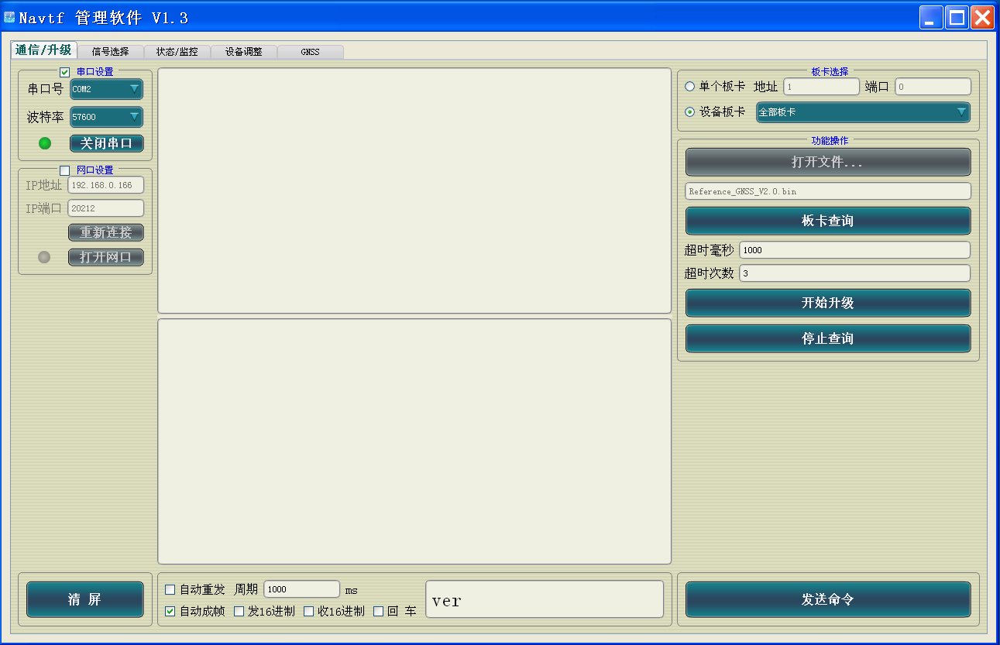 Navtf 管理软件 V1.3
通信/升级 信号选择 状态/监控 设备调整 GNSS
串口设置
串口号 COM2
波特率 57600
关闭串口
网口设置
IP地址 192.168.0.166
IP端口 20212
重新连接
打开网口
板卡选择
单个板卡 地址 1 端口 0
设备板卡 全部板卡
功能操作
打开文件...
Reference_GNSS_V2.0.bin
板卡查询
超时毫秒 1000
超时次数 3
开始升级
停止查询
清 屏
自动重发 周期 1000 ms
自动成帧 发16进制 收16进制 回 车
ver
发送命令